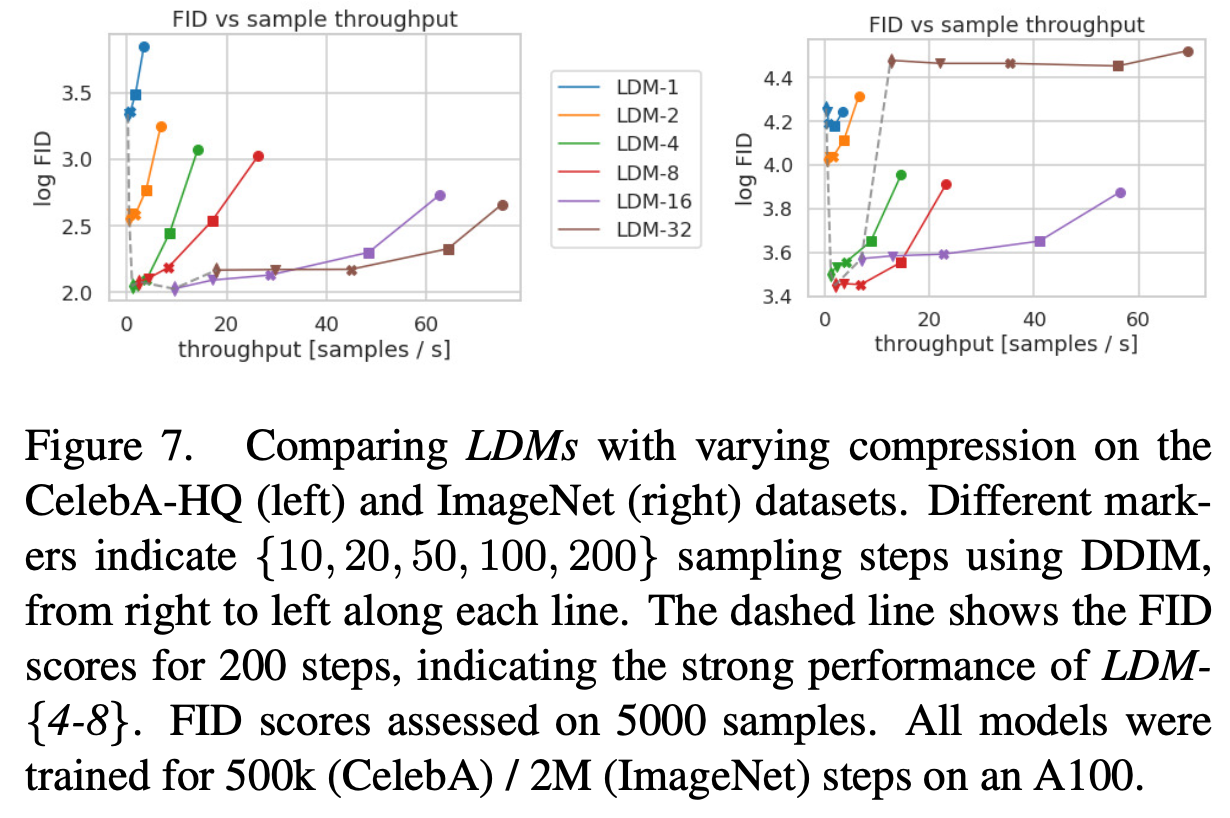 FID vs sample throughput
log FID
3.5
3.0
2.5
2.0
0
20
40
60
throughput [samples / s]
LDM-1
LDM-2
LDM-4
LDM-8
LDM-16
LDM-32
FID vs sample throughput
log FID
4.4
4.2
4.0
3.8
3.6
3.4
0
20
40
60
throughput [samples / s]
Figure 7. Comparing LDMs with varying compression on the
CelebA-HQ (left) and ImageNet (right) datasets. Different mark-
ers indicate {10, 20, 50, 100, 200} sampling steps using DDIM,
from right to left along each line. The dashed line shows the FID
scores for 200 steps, indicating the strong performance of LDM-
{4-8}. FID scores assessed on 5000 samples. All models were
trained for 500k (CelebA) / 2M (ImageNet) steps on an A100.